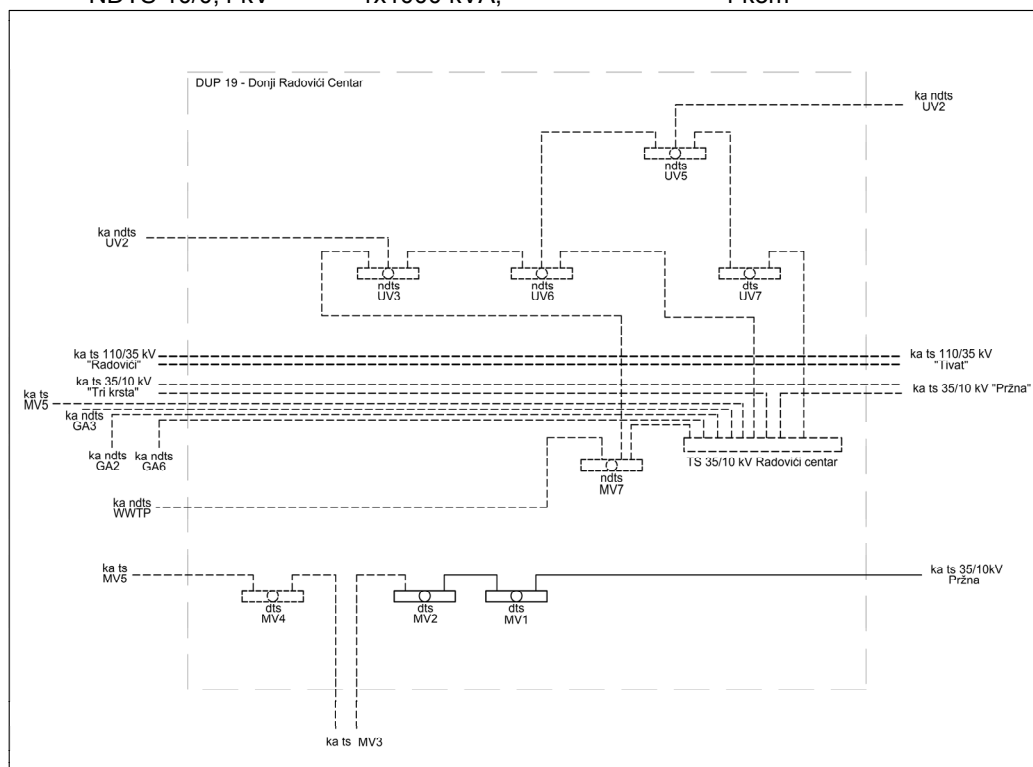 DUP 19 - Donji Radovići Centar
ka ndts
UV2
ndts
UV5
ka ndts
UV2
ndts
UV3
ndts
UV6
dts
UV7
ka ts 110/35 kV
"Radovići"
ka ts 110/35 kV
"Tivat"
ka ts 35/10 kV
"Tri krsta"
ka ts 35/10 kV "Pržna"
ka ts
MV5
ka ndts
GA3
ka ndts
GA2
ka ndts
GA6
TS 35/10 kV Radovići centar
ndts
MV7
ka ndts
WWTP
ka ts
MV5
ka ts 35/10kV
Pržna
dts
MV4
dts
MV2
dts
MV1
ka ts MV3